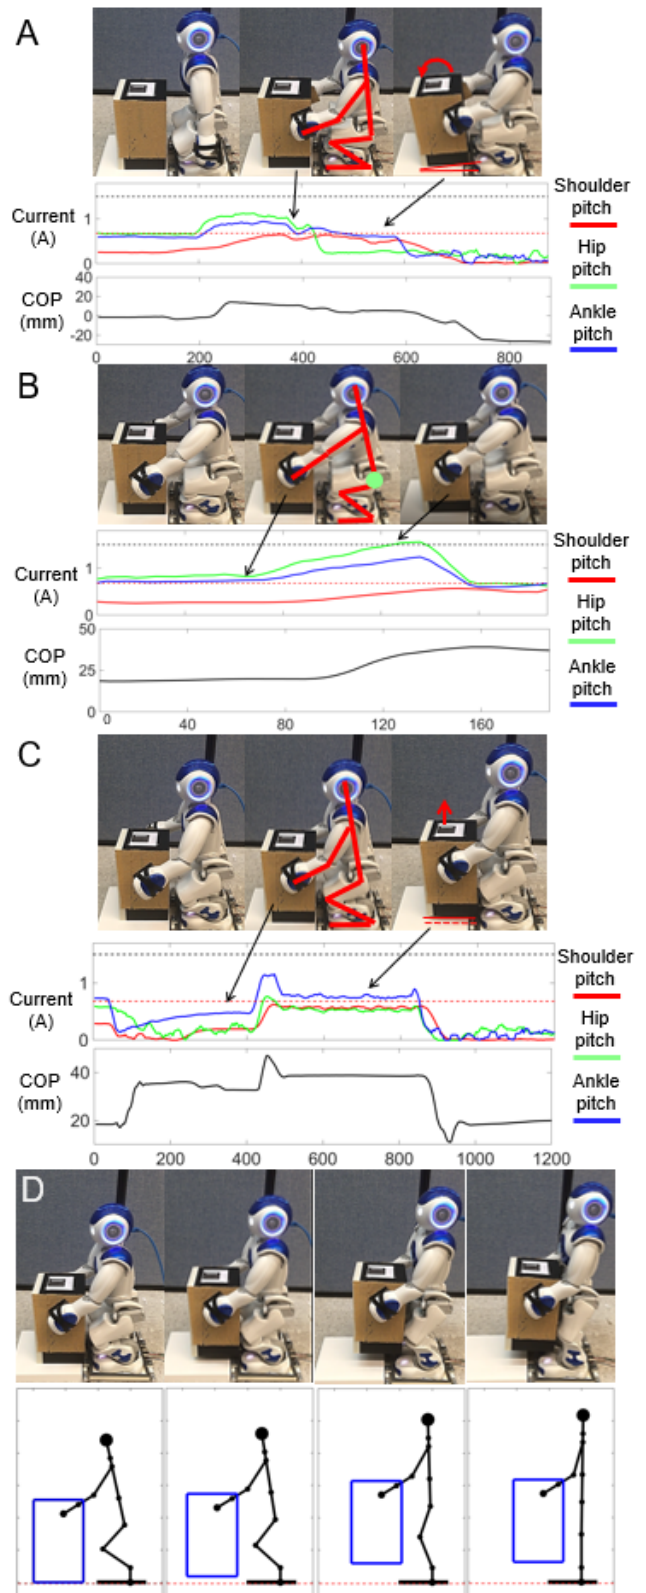 A
Current
(A)
1
0
Shoulder
pitch
Hip
pitch
Ankle
pitch
COP
(mm)
40
20
0
-20
0
200
400
600
800
B
Current
(A)
1
0
Shoulder
pitch
Hip
pitch
Ankle
pitch
COP
(mm)
50
25
0
0
40
80
120
160
C
Current
(A)
1
0
Shoulder
pitch
Hip
pitch
Ankle
pitch
COP
(mm)
40
20
0
200
400
600
800
1000
1200
D